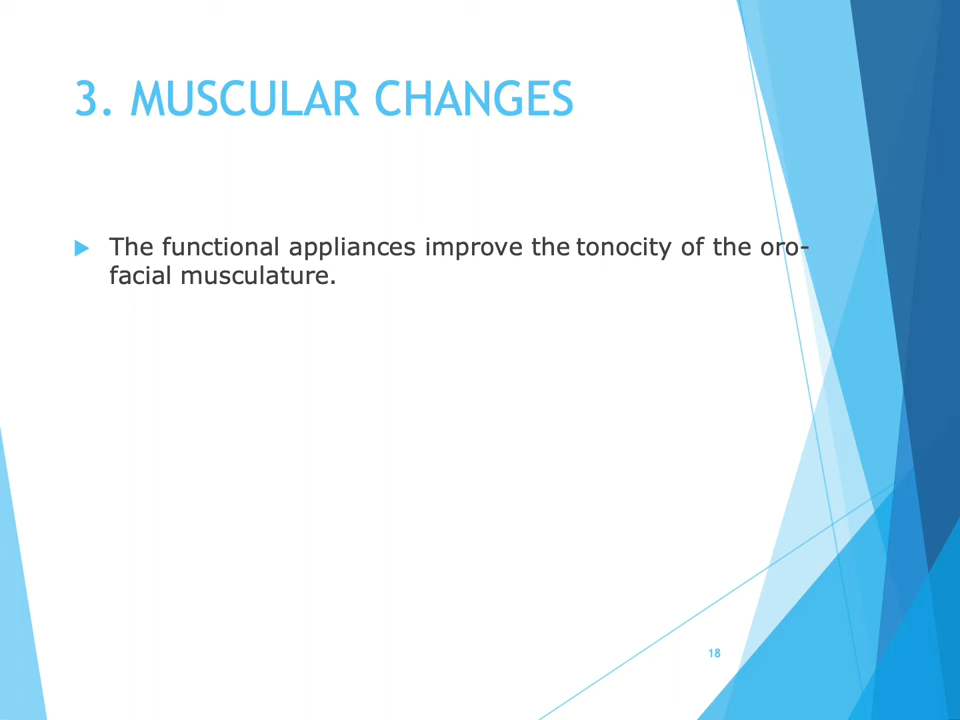 3. MUSCULAR CHANGES
The functional appliances improve the tonocity of the oro-
facial musculature.
18